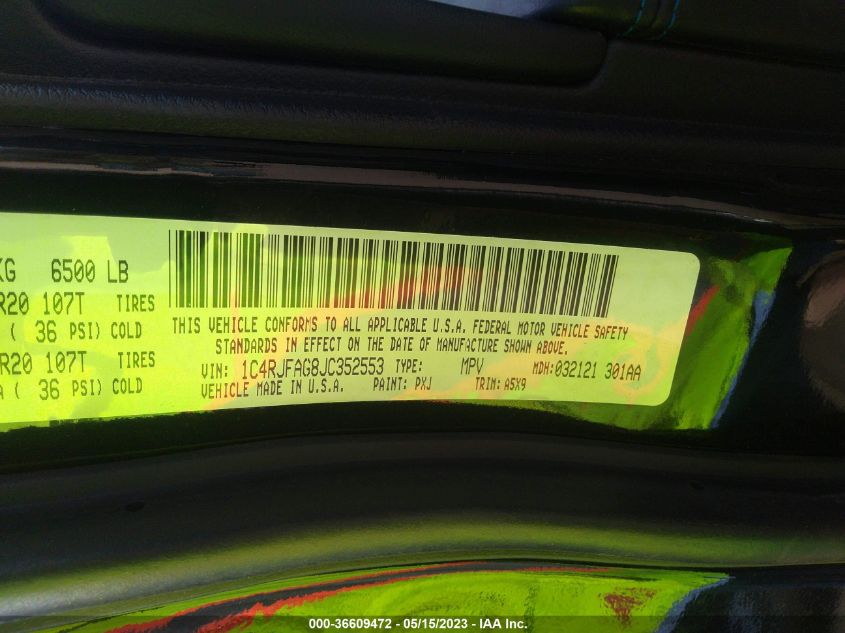 KG 6500 LB
R20 107T TIRES
( 36 PSI) COLD
R20 107T TIRES
A ( 36 PSI) COLD
THIS VEHICLE CONFORMS TO ALL APPLICABLE U.S.A. FEDERAL MOTOR VEHICLE SAFETY
STANDARDS IN EFFECT ON THE DATE OF MANUFACTURE SHOWN ABOVE.
VIN: 1C4RJFAG8JC352553 TYPE: MPV MDH:032121 301AA
VEHICLE MADE IN U.S.A. PAINT: PXJ TRIM: A5X9
000-36609472 - 05/15/2023 - IAA Inc.